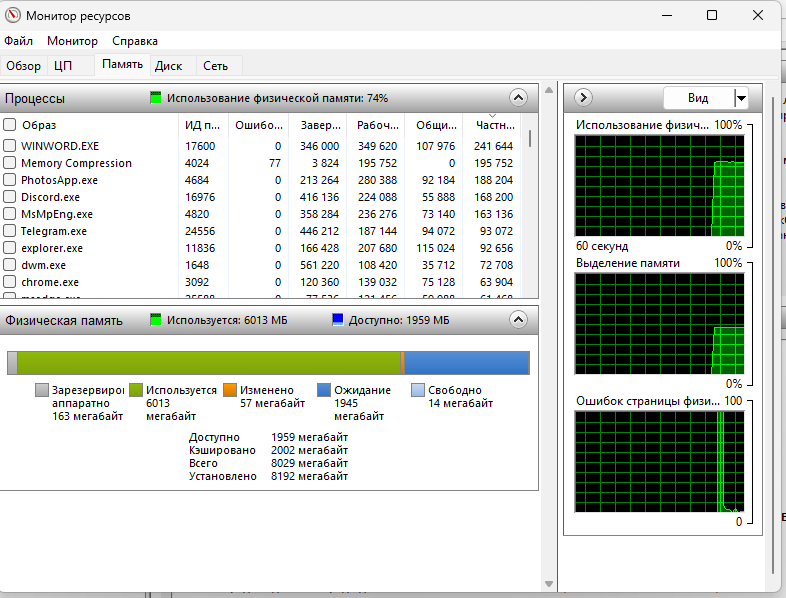 Монитор ресурсов
Файл Монитор Справка
Обзор ЦП Память Диск Сеть
Процессы Использование физической памяти: 74%
Образ ИД п... Ошибо... Завер... Рабоч... Общи... Частн...
WINWORD.EXE 17600 0 346 000 349 620 107 976 241 644
Memory Compression 4024 77 3 824 195 752 0 195 752
PhotosApp.exe 4684 0 213 264 280 388 92 184 188 204
Discord.exe 16976 0 416 136 224 088 55 888 168 200
MsMpEng.exe 4820 0 358 284 236 276 73 140 163 136
Telegram.exe 24556 0 446 212 187 144 94 072 93 072
explorer.exe 11836 0 166 428 207 680 115 024 92 656
dwm.exe 1648 0 561 220 108 420 35 712 72 708
chrome.exe 3092 0 120 360 139 032 75 128 63 904
Физическая память Используется: 6013 МБ Доступно: 1959 МБ
Зарезервиро Используется Изменено Ожидание Свободно
аппаратно 6013 57 мегабайт 1945 14 мегабайт
163 мегабайт мегабайт мегабайт
Доступно 1959 мегабайт
Кэшировано 2002 мегабайт
Всего 8029 мегабайт
Установлено 8192 мегабайт
Вид
Использование физич... 100%
60 секунд 0%
Выделение памяти 100%
0%
Ошибок страницы физи... 100
0